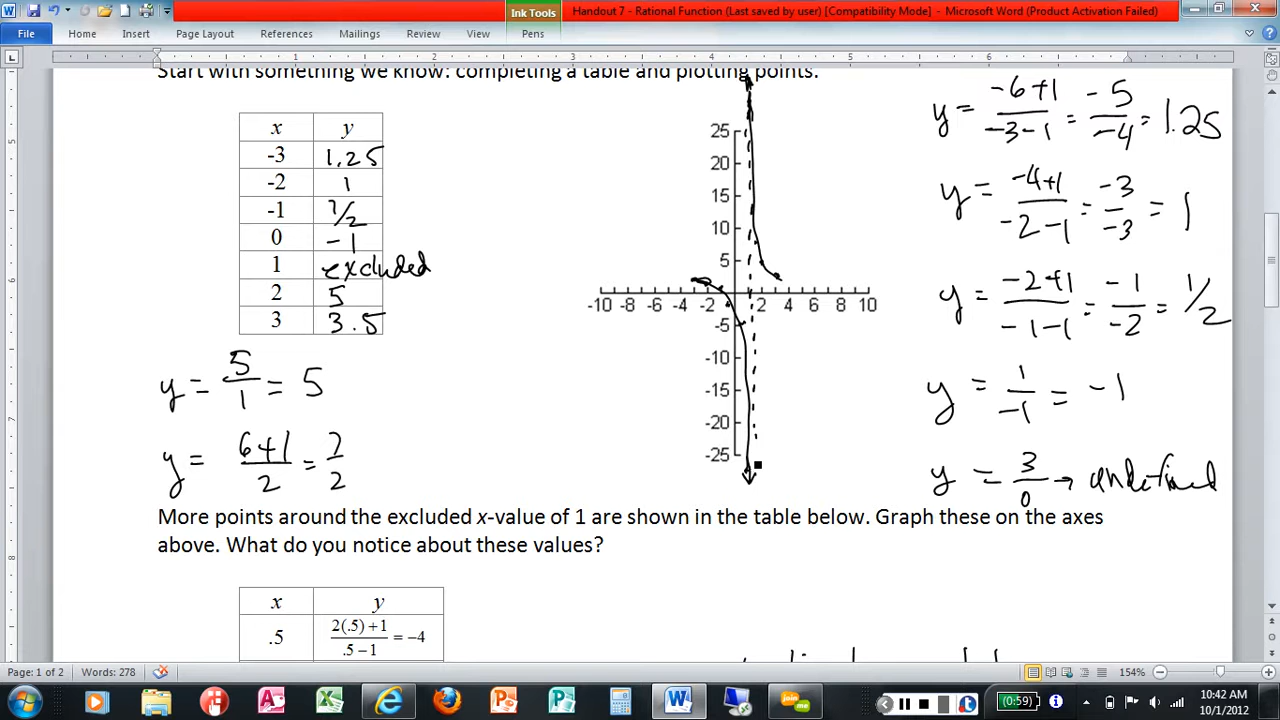 Ink Tools
Handout 7 - Rational Function (Last saved by user) [Compatibility Mode] - Microsoft Word (Product Activation Failed)
File Home Insert Page Layout References Mailings Review View Pens
1 2 3 4 5 6
Start with something we know: completing a table and plotting points.
x y
-3 1.25
-2 1
-1 1/2
0 -1
1 excluded
2 5
3 3.5
25
20
15
10
5
-10 -8 -6 -4 -2 2 4 6 8 10
-5
-10
-15
-20
-25
y = -6+1/-3-1 = -5/-4 = 1.25
y = -4+1/-2-1 = -3/-3 = 1
y = -2+1/-1-1 = -1/-2 = 1/2
y = 1/-1 = -1
y = 3/0 → undefined
y = 5/1 = 5
y = 6+1/2 = 7/2
More points around the excluded x-value of 1 are shown in the table below. Graph these on the axes
above. What do you notice about these values?
x y
.5 2(.5)+1/.5-1 = -4
Page: 1 of 2 Words: 278 154%
(0:59)
10:42 AM
10/1/2012